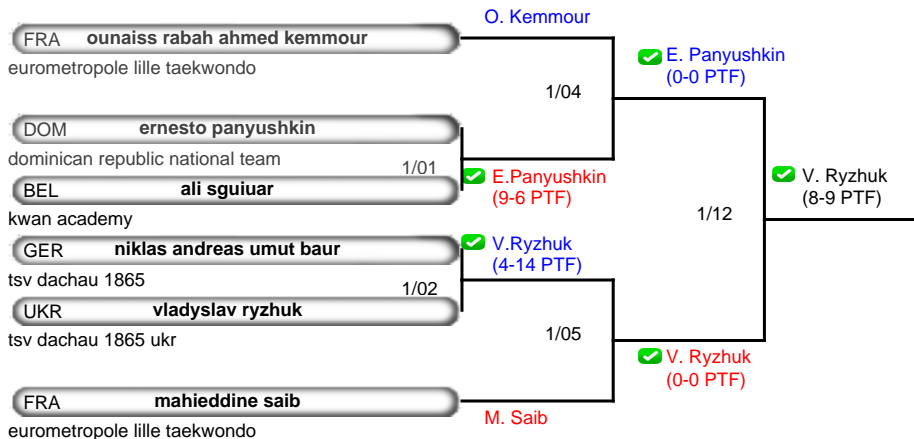 O. Kemmour
FRA ounaiss rabah ahmed kemmour
eurometropole lille taekwondo
E. Panyushkin
(0-0 PTF)
1/04
DOM ernesto panyushkin
dominican republic national team
1/01
E.Panyushkin
(9-6 PTF)
BEL ali sguiuar
kwan academy
V. Ryzhuk
(8-9 PTF)
1/12
GER niklas andreas umut baur
tsv dachau 1865
V.Ryzhuk
(4-14 PTF)
1/02
UKR vladyslav ryzhuk
tsv dachau 1865 ukr
1/05
V. Ryzhuk
(0-0 PTF)
FRA mahieddine saib
eurometropole lille taekwondo
M. Saib